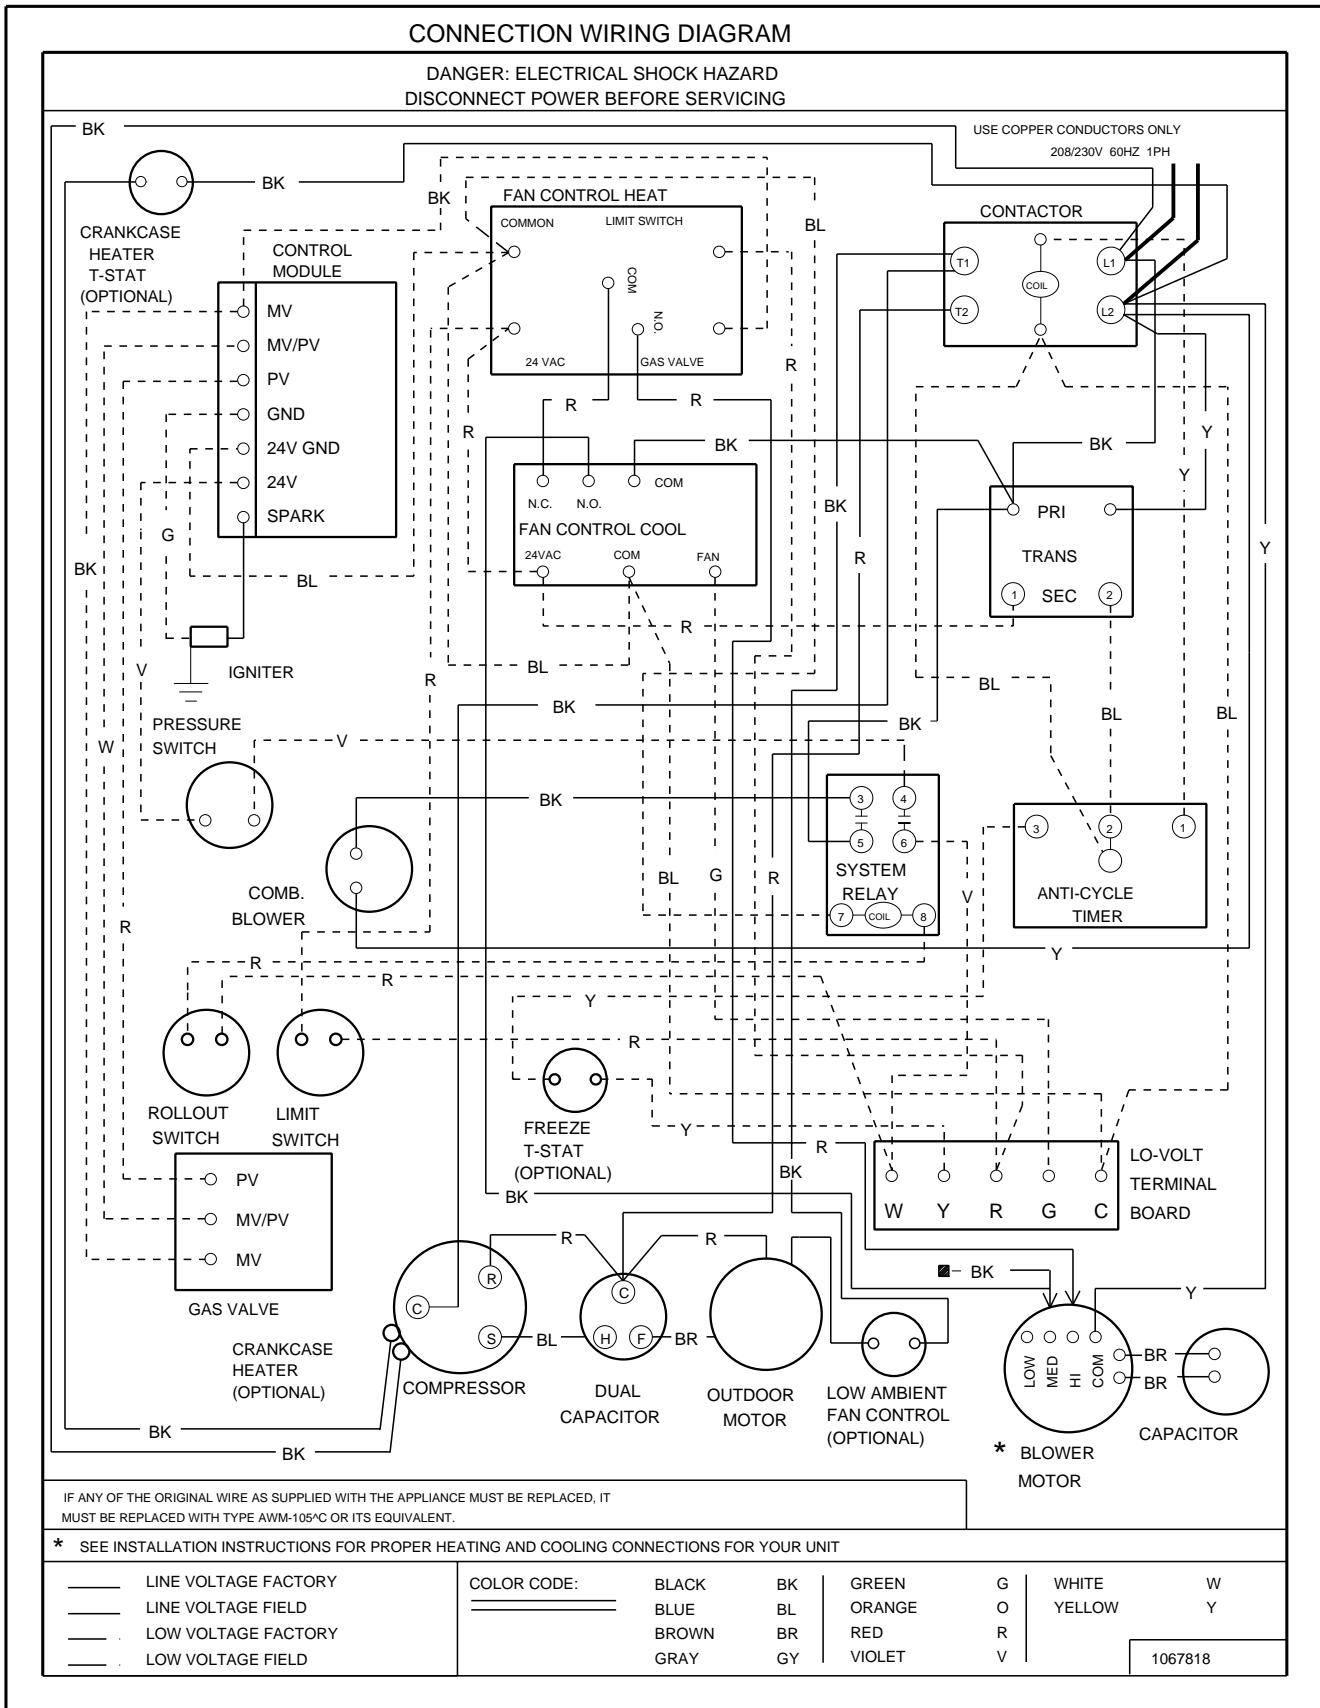 CONNECTION WIRING DIAGRAM
DANGER: ELECTRICAL SHOCK HAZARD
DISCONNECT POWER BEFORE SERVICING
BK
USE COPPER CONDUCTORS ONLY
208/230V 60HZ 1PH
BK
BK
FAN CONTROL HEAT
CONTACTOR
CRANKCASE
HEATER
T-STAT
(OPTIONAL)
CONTROL
MODULE
COMMON
LIMIT SWITCH
BL
BL
COM
N.O.
24 VAC
GAS VALVE
T1
T2
COIL
L1
L2
MV
MV/PV
PV
GND
24V GND
24V
SPARK
R
R
R
R
BK
BK
Y
Y
N.C.
N.O.
COM
FAN CONTROL COOL
24VAC
COM
FAN
BK
R
PRI
TRANS
1
SEC
2
Y
G
BK
BL
R
IGNITER
V
R
BL
BL
BL
BL
PRESSURE
SWITCH
W
V
BK
BK
BK
3
4
5
6
SYSTEM
RELAY
7
COIL
8
3
2
1
ANTI-CYCLE
TIMER
COMB.
BLOWER
BL
G
R
V
R
R
R
Y
Y
R
ROLLOUT
SWITCH
LIMIT
SWITCH
FREEZE
T-STAT
(OPTIONAL)
Y
R
BK
BK
LO-VOLT
TERMINAL
BOARD
W
Y
R
G
C
PV
MV/PV
MV
GAS VALVE
R
R
BK
Y
R
C
S
C
H
F
BL
BR
LOW
MED
HI
COM
BR
BR
CRANKCASE
HEATER
(OPTIONAL)
COMPRESSOR
DUAL
CAPACITOR
OUTDOOR
MOTOR
LOW AMBIENT
FAN CONTROL
(OPTIONAL)
* BLOWER
MOTOR
CAPACITOR
BK
BK
IF ANY OF THE ORIGINAL WIRE AS SUPPLIED WITH THE APPLIANCE MUST BE REPLACED, IT
MUST BE REPLACED WITH TYPE AWM-105^C OR ITS EQUIVALENT.
* SEE INSTALLATION INSTRUCTIONS FOR PROPER HEATING AND COOLING CONNECTIONS FOR YOUR UNIT
LINE VOLTAGE FACTORY
LINE VOLTAGE FIELD
LOW VOLTAGE FACTORY
LOW VOLTAGE FIELD
COLOR CODE:
BLACK BK
BLUE BL
BROWN BR
GRAY GY
GREEN G
ORANGE O
RED R
VIOLET V
WHITE W
YELLOW Y
1067818